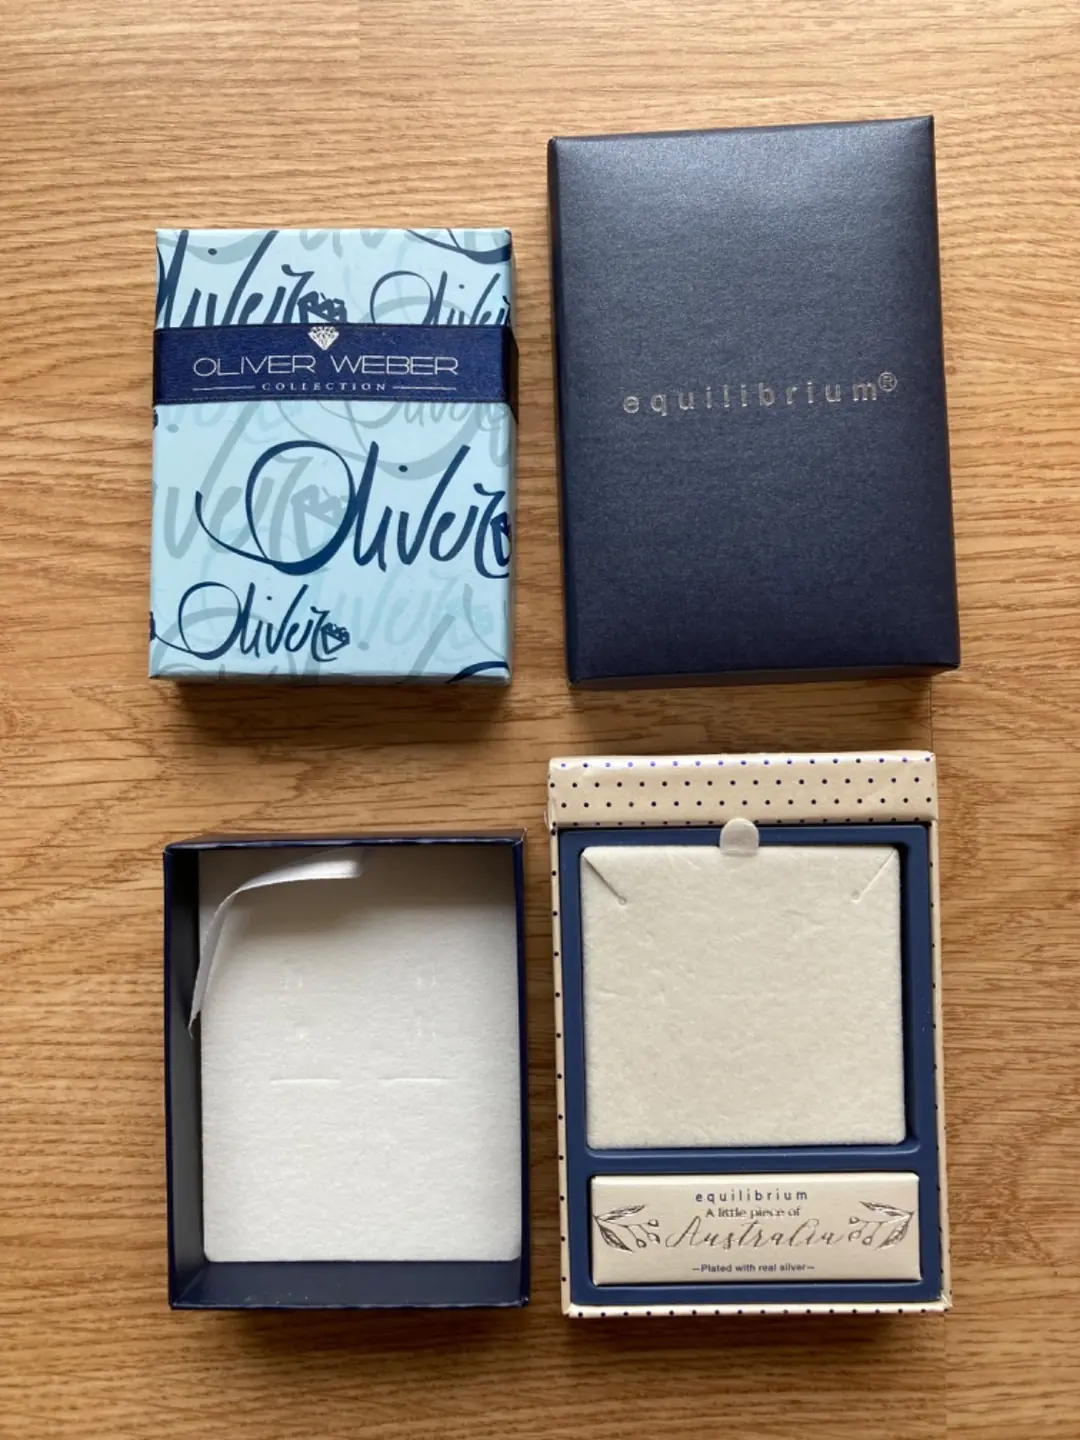 Oliver
Oliver
OLIVER WEBER
COLLECTION
Oliver
Oliver
equilibrium®
equilibrium
A little piece of
Australia
—Plated with real silver—